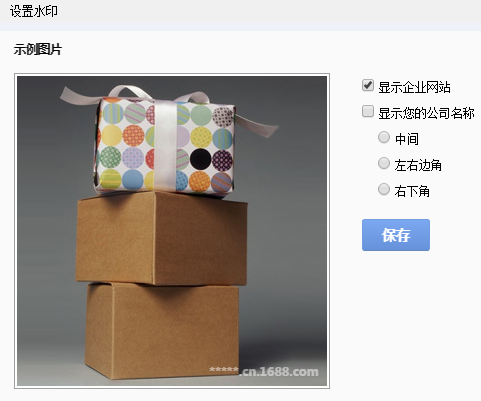 设置水印
示例图片
显示企业网站
显示您的公司名称
中间
左右边角
右下角
保存
*****.cn.1688.com